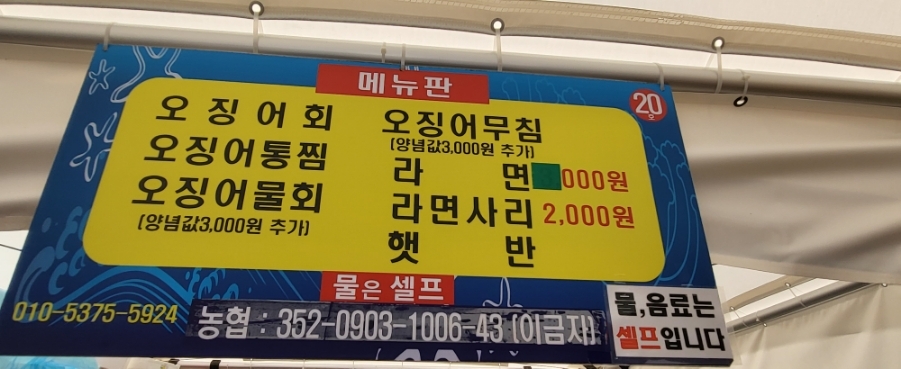 메뉴판
20호
오징어회
오징어통찜
오징어물회
(양념값3,000원 추가)
오징어무침
(양념값3,000원 추가)
라면 000원
라면사리 2,000원
햇반
물은 셀프
010-5375-5924
농협 : 352-0903-1006-43 (이금자)
물,음료는
셀프입니다